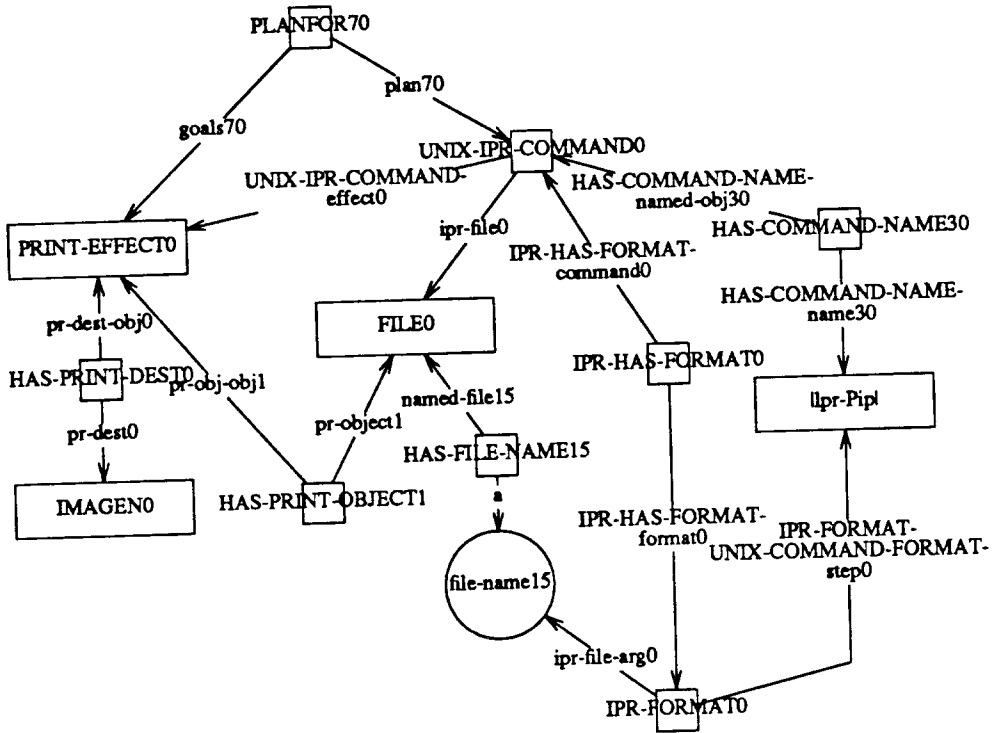 PLANFOR70
plan70
goals70
UNIX-IPR-COMMAND0
UNIX-IPR-COMMAND-
effect0
HAS-COMMAND-NAME-
named-obj30
ipr-file0
HAS-COMMAND-NAME30
PRINT-EFFECT0
IPR-HAS-FORMAT-
command0
HAS-COMMAND-NAME-
name30
pr-dest-obj0
FILE0
HAS-PRINT-DEST0
pr-obj-obj1
IPR-HAS-FORMAT0
named-file15
pr-object1
|lpr-Pip|
pr-dest0
HAS-FILE-NAME15
IMAGEN0
HAS-PRINT-OBJECT1
a
IPR-HAS-FORMAT-
format0
IPR-FORMAT-
UNIX-COMMAND-FORMAT-
step0
file-name15
ipr-file-arg0
IPR-FORMAT0